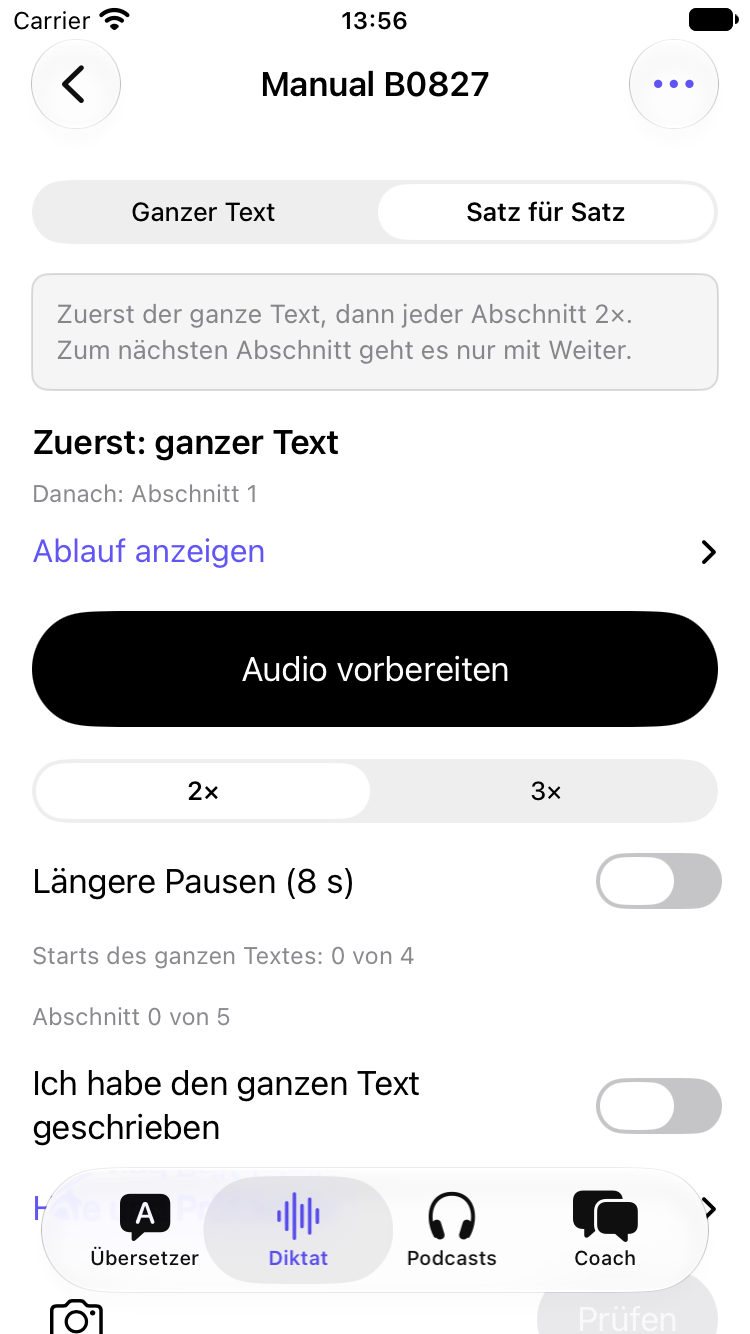 Carrier 13:56
Manual B0827
Ganzer Text Satz für Satz
Zuerst der ganze Text, dann jeder Abschnitt 2×.
Zum nächsten Abschnitt geht es nur mit Weiter.
Zuerst: ganzer Text
Danach: Abschnitt 1
Ablauf anzeigen
Audio vorbereiten
2× 3×
Längere Pausen (8 s)
Starts des ganzen Textes: 0 von 4
Abschnitt 0 von 5
Ich habe den ganzen Text
geschrieben
A
Übersetzer Diktat Podcasts Coach
Prüfen